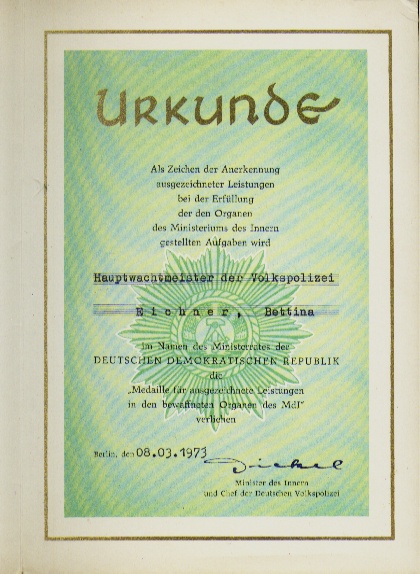 Urkunde
Als Zeichen der Anerkennung
ausgezeichneter Leistungen
bei der Erfüllung
der den Organen
des Ministeriums des Innern
gestellten Aufgaben wird
Hauptwachtmeister der Volkspolizei
Eichner, Bettina
im Namen des Ministerrates der
DEUTSCHEN DEMOKRATISCHEN REPUBLIK
die
„Medaille für ausgezeichnete Leistungen
in den bewaffneten Organen des MdI“
verliehen
Berlin, den 08.03.1973
Dickel
Minister des Innern
und Chef der Deutschen Volkspolizei